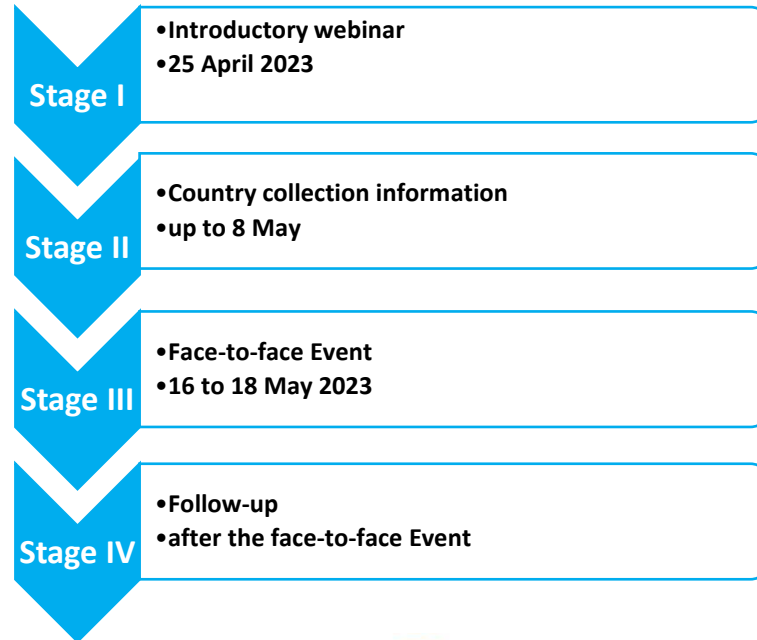 Stage I
•Introductory webinar
•25 April 2023
Stage II
•Country collection information
•up to 8 May
Stage III
•Face-to-face Event
•16 to 18 May 2023
Stage IV
•Follow-up
•after the face-to-face Event